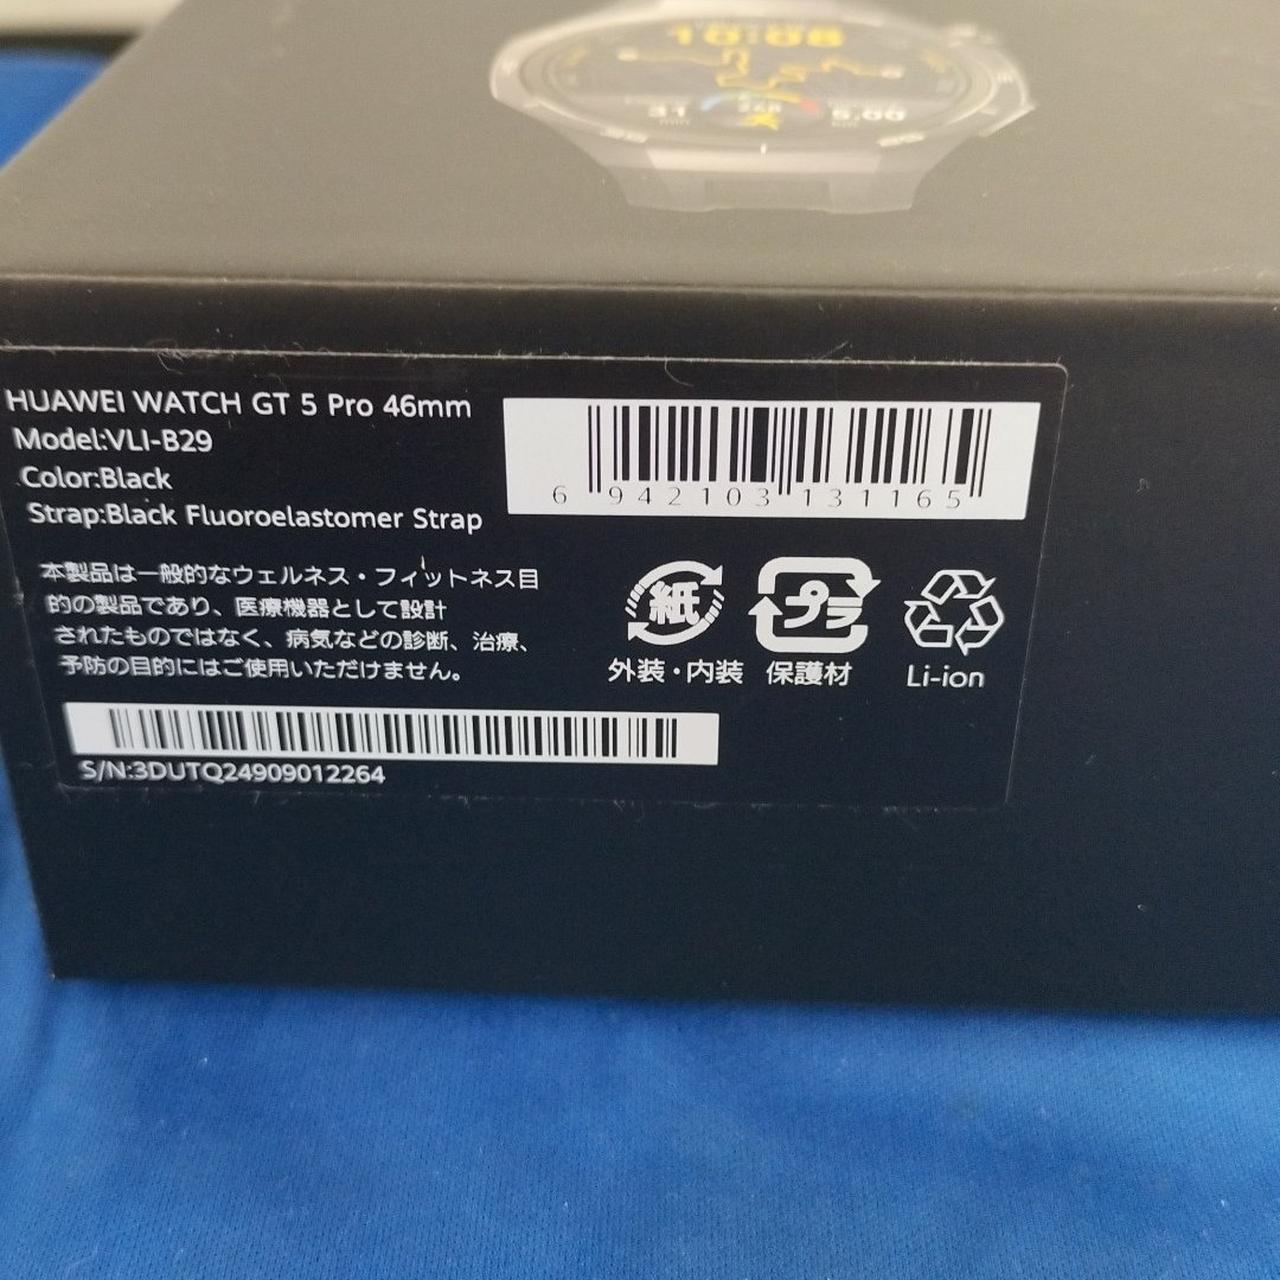 10:08
31
5.00
HUAWEI WATCH GT 5 Pro 46mm
Model:VLI-B29
Color:Black
Strap:Black Fluoroelastomer Strap
6 942103 131165
本製品は一般的なウェルネス・フィットネス目
的の製品であり、医療機器として設計
されたものではなく、病気などの診断、治療、
予防の目的にはご使用いただけません。
紙
プラ
外装・内装
保護材
Li-ion
S/N:3DUTQ24909012264